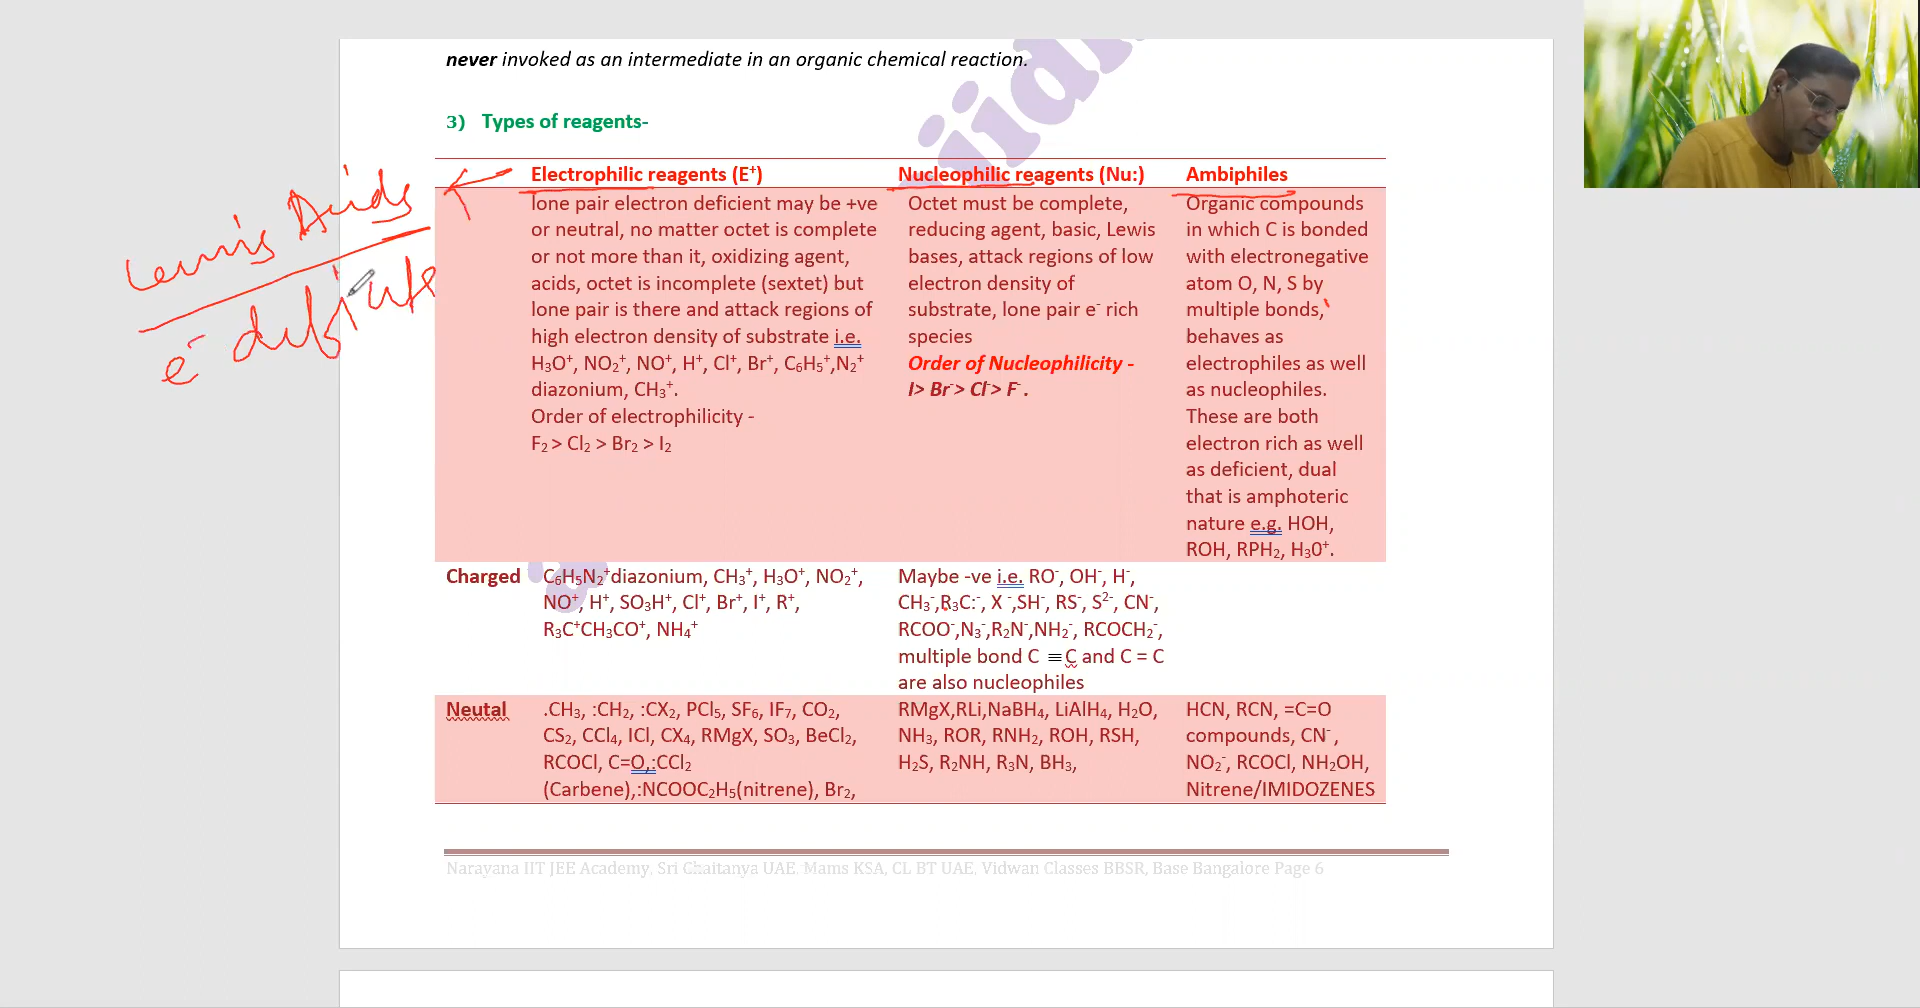 never invoked as an intermediate in an organic chemical reaction.
3) Types of reagents-
Electrophilic reagents (E⁺) Nucleophilic reagents (Nu:) Ambiphiles
lone pair electron deficient may be +ve
or neutral, no matter octet is complete
or not more than it, oxidizing agent,
acids, octet is incomplete (sextet) but
lone pair is there and attack regions of
high electron density of substrate i.e.
H₃O⁺, NO₂⁺, NO⁺, H⁺, Cl⁺, Br⁺, C₆H₅⁺,N₂⁺
diazonium, CH₃⁺.
Order of electrophilicity -
F₂ > Cl₂ > Br₂ > I₂
Octet must be complete,
reducing agent, basic, Lewis
bases, attack regions of low
electron density of
substrate, lone pair e⁻ rich
species
Order of Nucleophilicity -
I> Br⁻> Cl⁻> F⁻ .
Organic compounds
in which C is bonded
with electronegative
atom O, N, S by
multiple bonds,
behaves as
electrophiles as well
as nucleophiles.
These are both
electron rich as well
as deficient, dual
that is amphoteric
nature e.g. HOH,
ROH, RPH₂, H₃0⁺.
Charged
C₆H₅N₂⁺diazonium, CH₃⁺, H₃O⁺, NO₂⁺,
NO⁺, H⁺, SO₃H⁺, Cl⁺, Br⁺, I⁺, R⁺,
R₃C⁺CH₃CO⁺, NH₄⁺
Maybe -ve i.e. RO⁻, OH⁻, H⁻,
CH₃⁻,R₃C:⁻, X ⁻,SH⁻, RS⁻, S²⁻, CN⁻,
RCOO⁻,N₃⁻,R₂N⁻,NH₂⁻, RCOCH₂⁻,
multiple bond C ≡C and C = C
are also nucleophiles
Neutal
.CH₃, :CH₂, :CX₂, PCl₅, SF₆, IF₇, CO₂,
CS₂, CCl₄, ICl, CX₄, RMgX, SO₃, BeCl₂,
RCOCl, C=O,:CCl₂
(Carbene),:NCOOC₂H₅(nitrene), Br₂,
RMgX,RLi,NaBH₄, LiAlH₄, H₂O,
NH₃, ROR, RNH₂, ROH, RSH,
H₂S, R₂NH, R₃N, BH₃,
HCN, RCN, =C=O
compounds, CN⁻ ,
NO₂⁻, RCOCl, NH₂OH,
Nitrene/IMIDOZENES
Narayana IIT JEE Academy, Sri Chaitanya UAE, Mams KSA, CL BT UAE, Vidwan Classes BBSR, Base Bangalore Page 6
Lewis Acids
e⁻